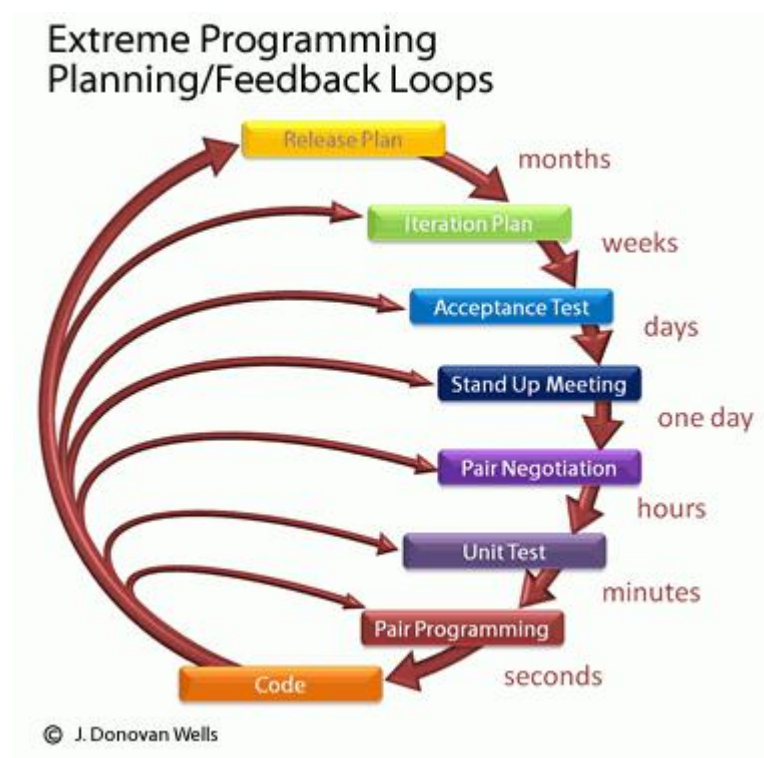 Extreme Programming
Planning/Feedback Loops
Release Plan
months
Iteration Plan
weeks
Acceptance Test
days
Stand Up Meeting
one day
Pair Negotiation
hours
Unit Test
minutes
Pair Programming
seconds
Code
© J. Donovan Wells